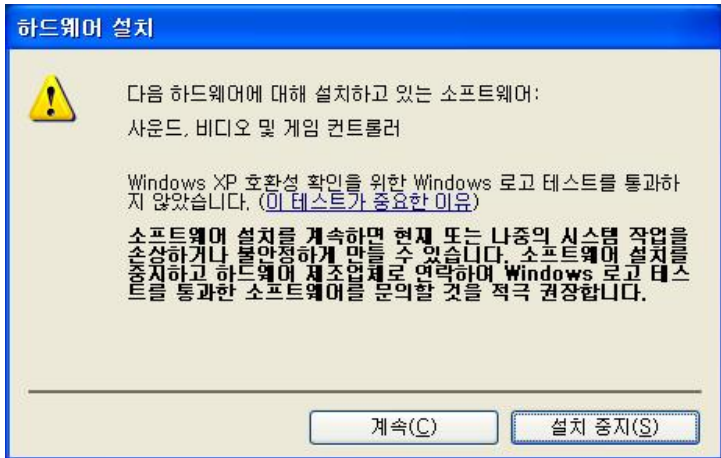 하드웨어 설치
다음 하드웨어에 대해 설치하고 있는 소프트웨어:
사운드, 비디오 및 게임 컨트롤러
Windows XP 호환성 확인을 위한 Windows 로고 테스트를 통과하
지 않았습니다. (이 테스트가 중요한 이유)
소프트웨어 설치를 계속하면 현재 또는 나중의 시스템 작업을
손상하거나 불안정하게 만들 수 있습니다. 소프트웨어 설치를
중지하고 하드웨어 제조업체로 연락하여 Windows 로고 테스
트를 통과한 소프트웨어를 문의할 것을 적극 권장합니다.
계속(C)
설치 중지(S)